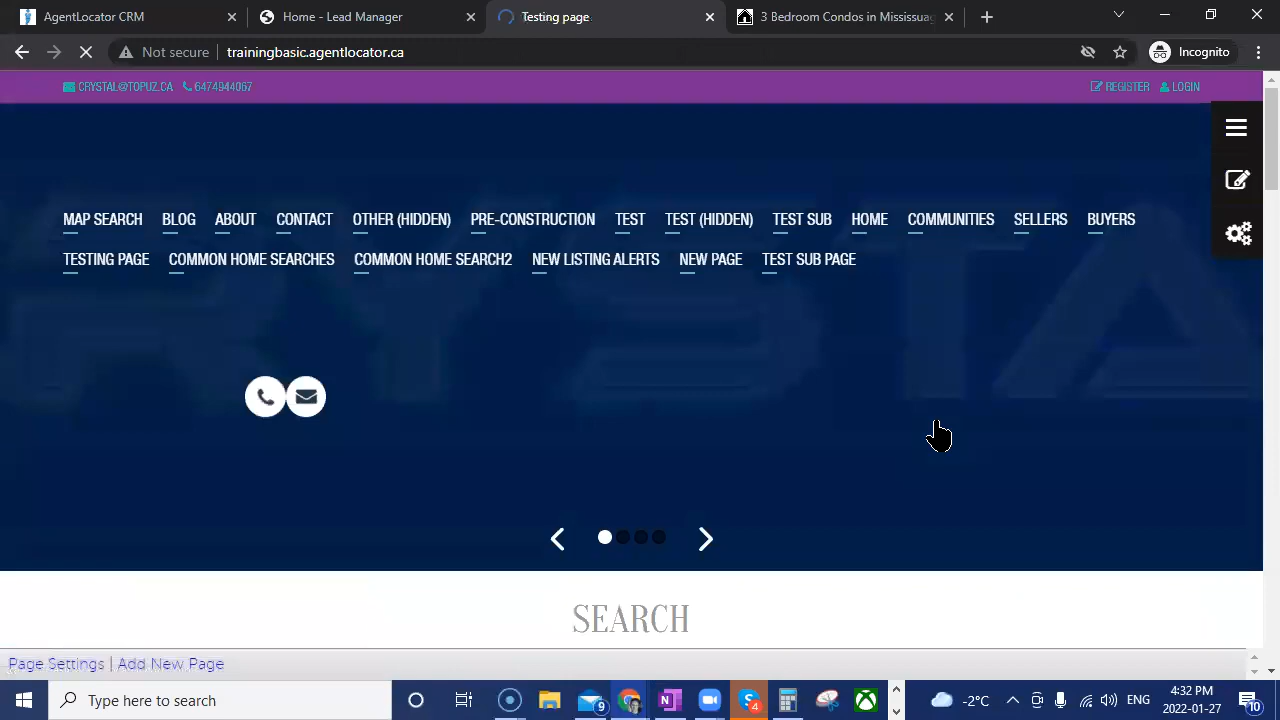 AgentLocator CRM
Home - Lead Manager
Testing page
3 Bedroom Condos in Mississaug
Not secure
trainingbasic.agentlocator.ca
Incognito
CRYSTAL@TOPUZ.CA 6474944067
REGISTER LOGIN
MAP SEARCH BLOG ABOUT CONTACT OTHER (HIDDEN) PRE-CONSTRUCTION TEST TEST (HIDDEN) TEST SUB HOME COMMUNITIES SELLERS BUYERS
TESTING PAGE COMMON HOME SEARCHES COMMON HOME SEARCH2 NEW LISTING ALERTS NEW PAGE TEST SUB PAGE
RYSTA
SEARCH
Page Settings | Add New Page
Type here to search
9
4
-2°C
ENG
4:32 PM
2022-01-27
10